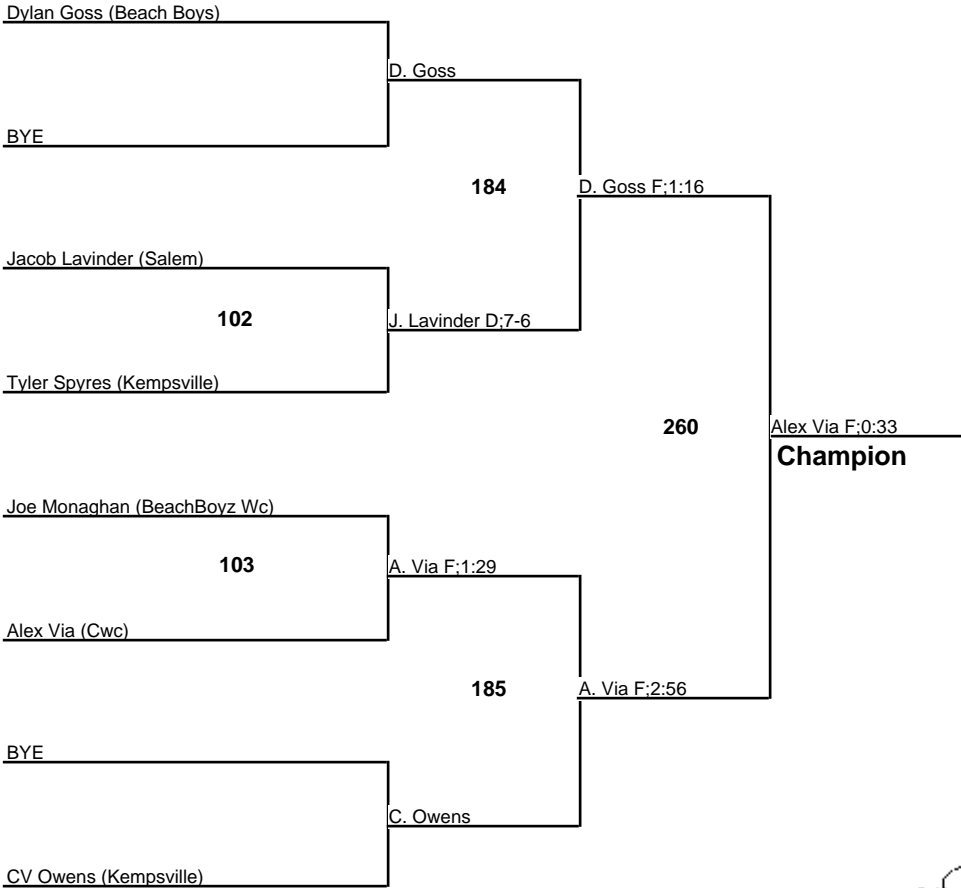 Dylan Goss (Beach Boys)
D. Goss
BYE
184
D. Goss F;1:16
Jacob Lavinder (Salem)
102
J. Lavinder D;7-6
Tyler Spyres (Kempsville)
260
Alex Via F;0:33
Champion
Joe Monaghan (BeachBoyz Wc)
103
A. Via F;1:29
Alex Via (Cwc)
185
A. Via F;2:56
BYE
C. Owens
CV Owens (Kempsville)